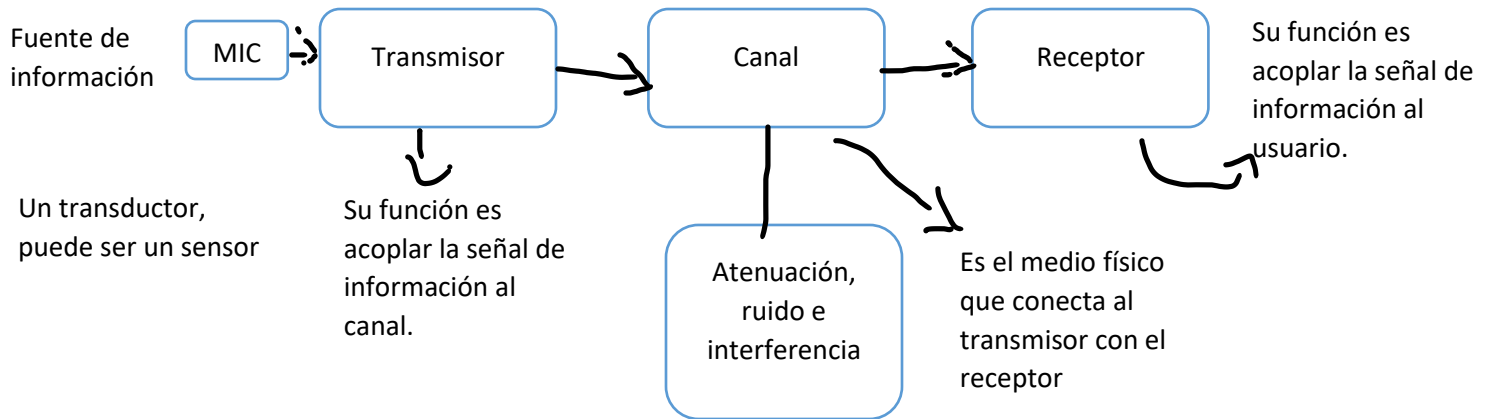 Fuente de
información
MIC
Transmisor
Canal
Receptor
Su función es
acoplar la señal de
información al
usuario.
Un transductor,
puede ser un sensor
Su función es
acoplar la señal de
información al
canal.
Atenuación,
ruido e
interferencia
Es el medio físico
que conecta al
transmisor con el
receptor